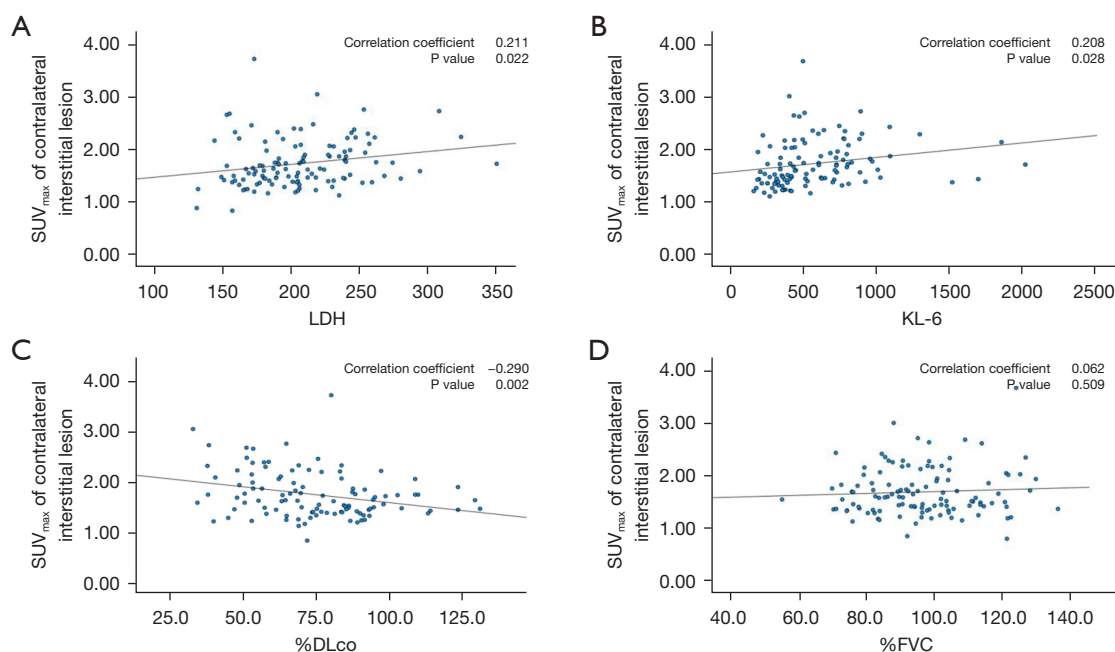 A
Correlation coefficient 0.211
P value 0.022
4.00
3.00
2.00
1.00
0.00
SUVmax of contralateral
interstitial lesion
100 150 200 250 300 350
LDH
B
Correlation coefficient 0.208
P value 0.028
4.00
3.00
2.00
1.00
0.00
SUVmax of contralateral
interstitial lesion
0 500 1000 1500 2000 2500
KL-6
C
Correlation coefficient −0.290
P value 0.002
4.00
3.00
2.00
1.00
0.00
SUVmax of contralateral
interstitial lesion
25.0 50.0 75.0 100.0 125.0
%DLco
D
Correlation coefficient 0.062
P value 0.509
4.00
3.00
2.00
1.00
0.00
SUVmax of contralateral
interstitial lesion
40.0 60.0 80.0 100.0 120.0 140.0
%FVC